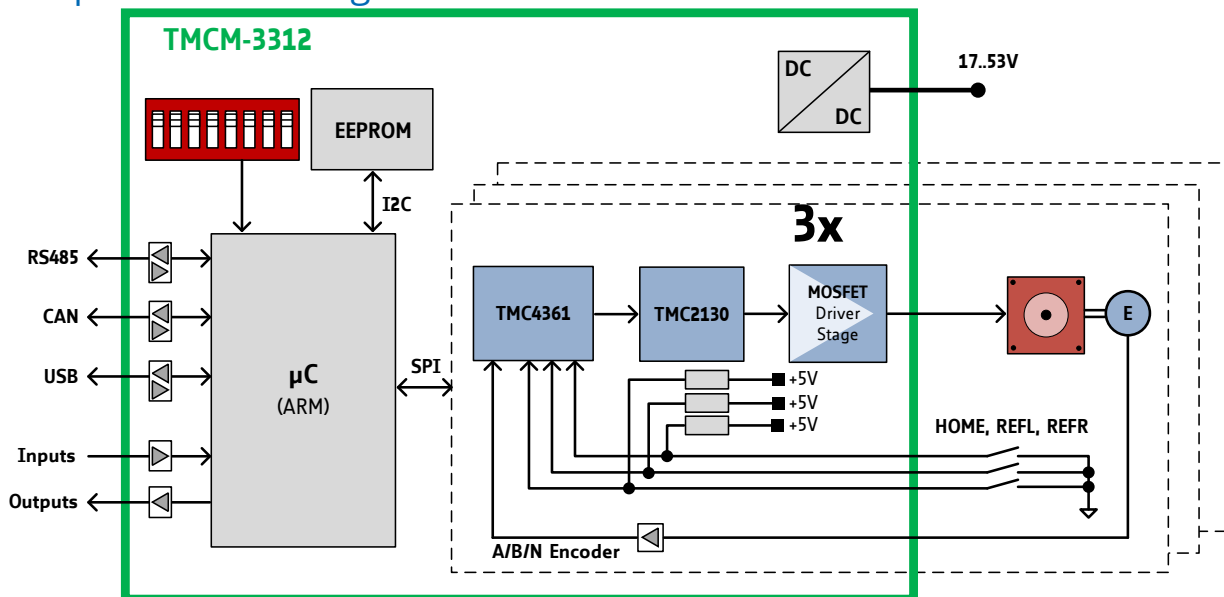 TMCM-3312
DC
DC
17..53V
EEPROM
I2C
3x
RS485
CAN
USB
Inputs
Outputs
µC
(ARM)
SPI
TMC4361
TMC2130
MOSFET
Driver
Stage
E
+5V
+5V
+5V
HOME, REFL, REFR
A/B/N Encoder